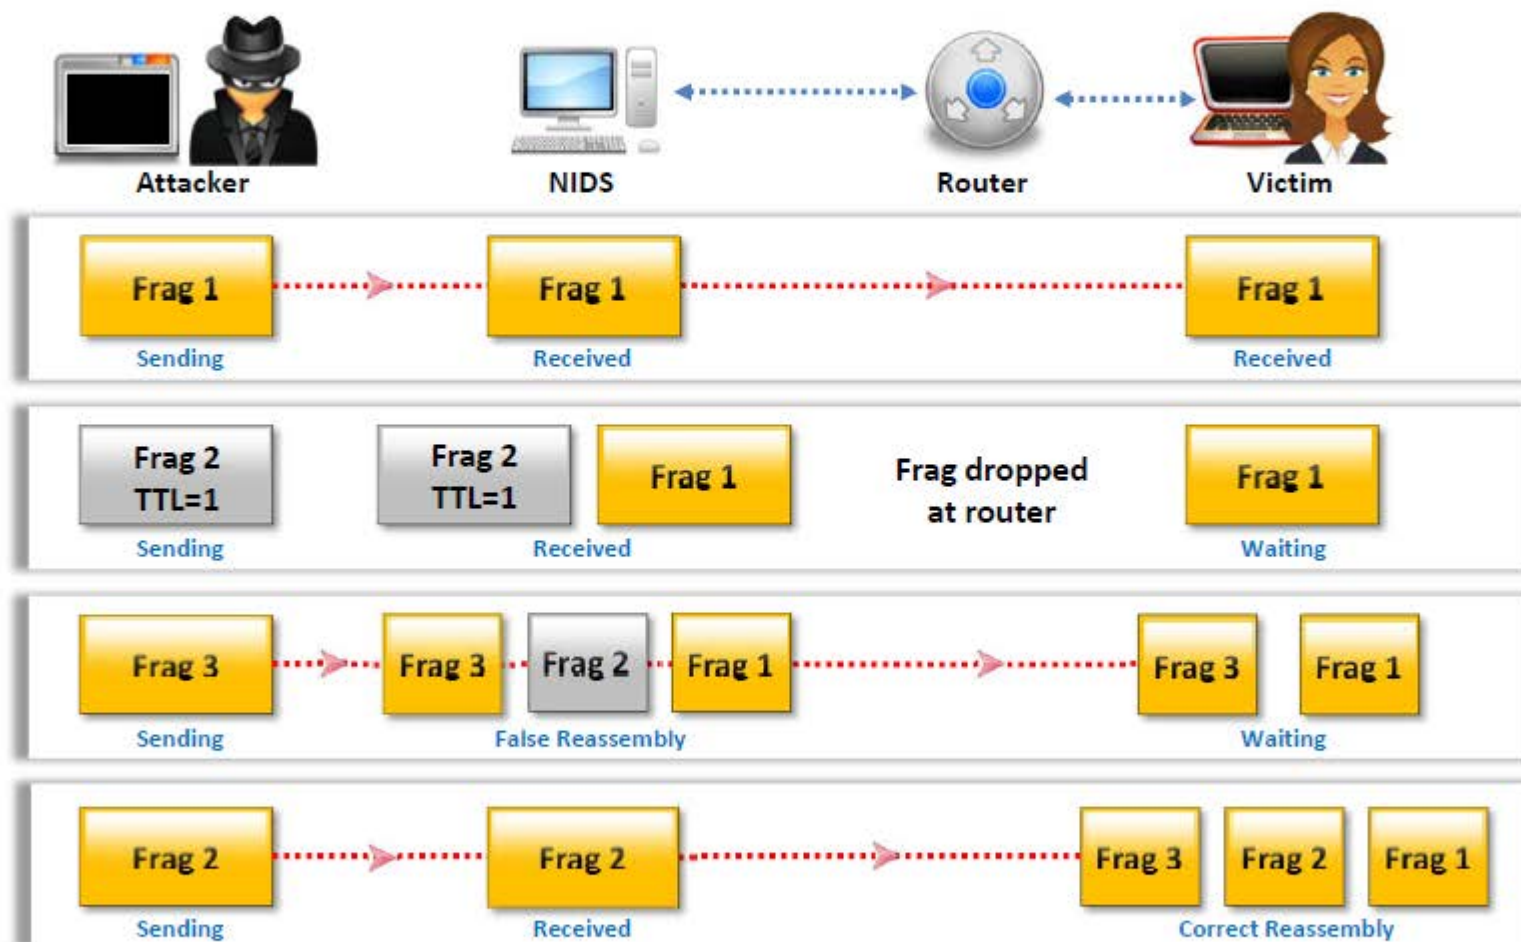 Attacker
NIDS
Router
Victim
Frag 1
Frag 1
Frag 1
Sending
Received
Received
Frag 2
TTL=1
Frag 2
TTL=1
Frag 1
Frag dropped
at router
Frag 1
Sending
Received
Waiting
Frag 3
Frag 3
Frag 2
Frag 1
Frag 3
Frag 1
Sending
False Reassembly
Waiting
Frag 2
Frag 2
Frag 3
Frag 2
Frag 1
Sending
Received
Correct Reassembly